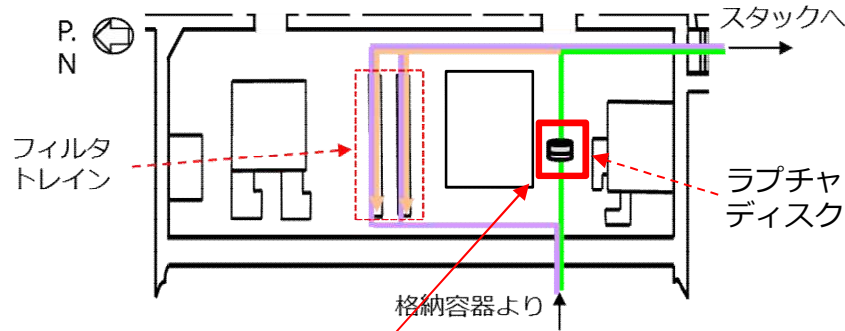 P.
N
スタックへ
フィルタ
トレイン
ラプチャ
ディスク
格納容器より